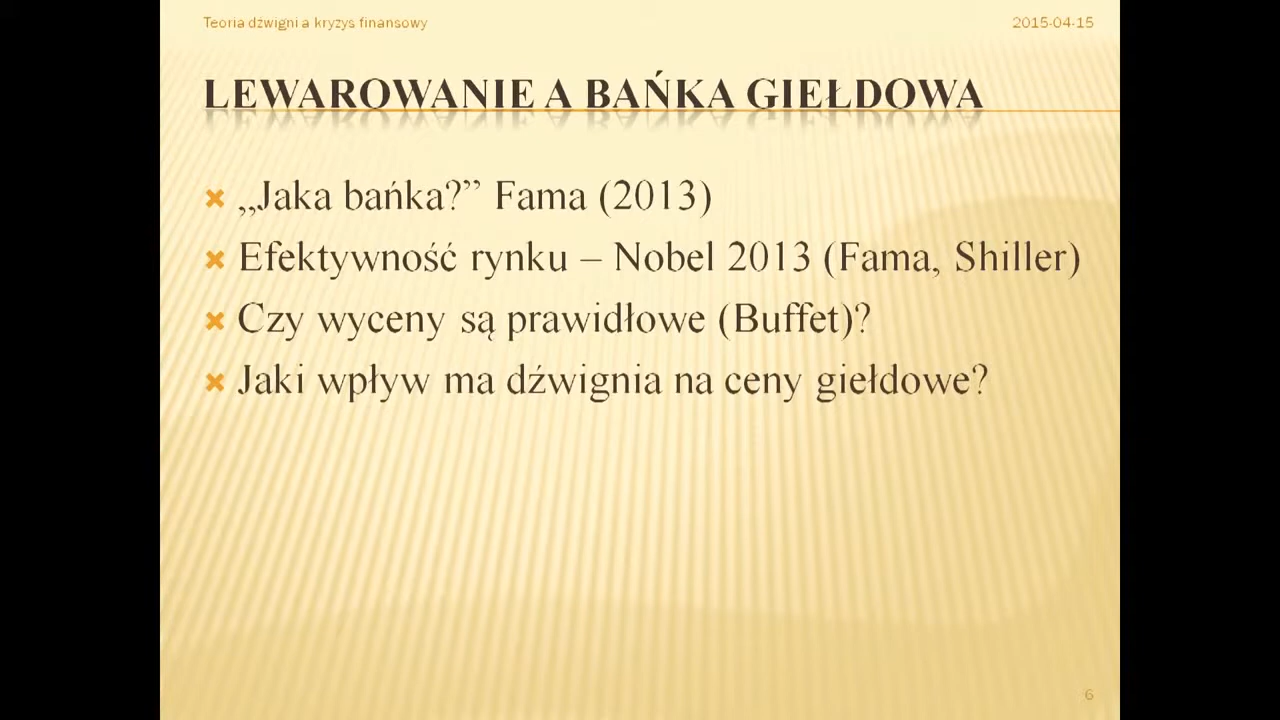 Teoria dźwigni a kryzys finansowy
2015-04-15
LEWAROWANIE A BAŃKA GIEŁDOWA
„Jaka bańka?” Fama (2013)
Efektywność rynku – Nobel 2013 (Fama, Shiller)
Czy wyceny są prawidłowe (Buffet)?
Jaki wpływ ma dźwignia na ceny giełdowe?
6